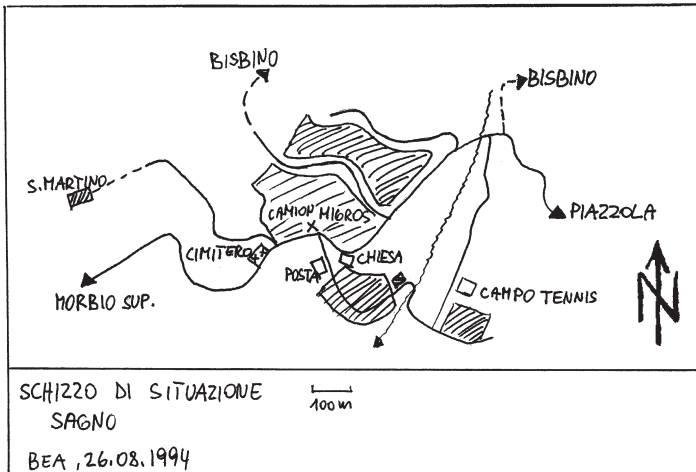 BISBINO
BISBINO
S. MARTINO
CAMION MIGROS
PIAZZOLA
CIMITERO
CHIESA
POSTA
CAMPO TENNIS
MORBIO SUP.
N
SCHIZZO DI SITUAZIONE
SAGNO
100m
BEA, 26.08.1994